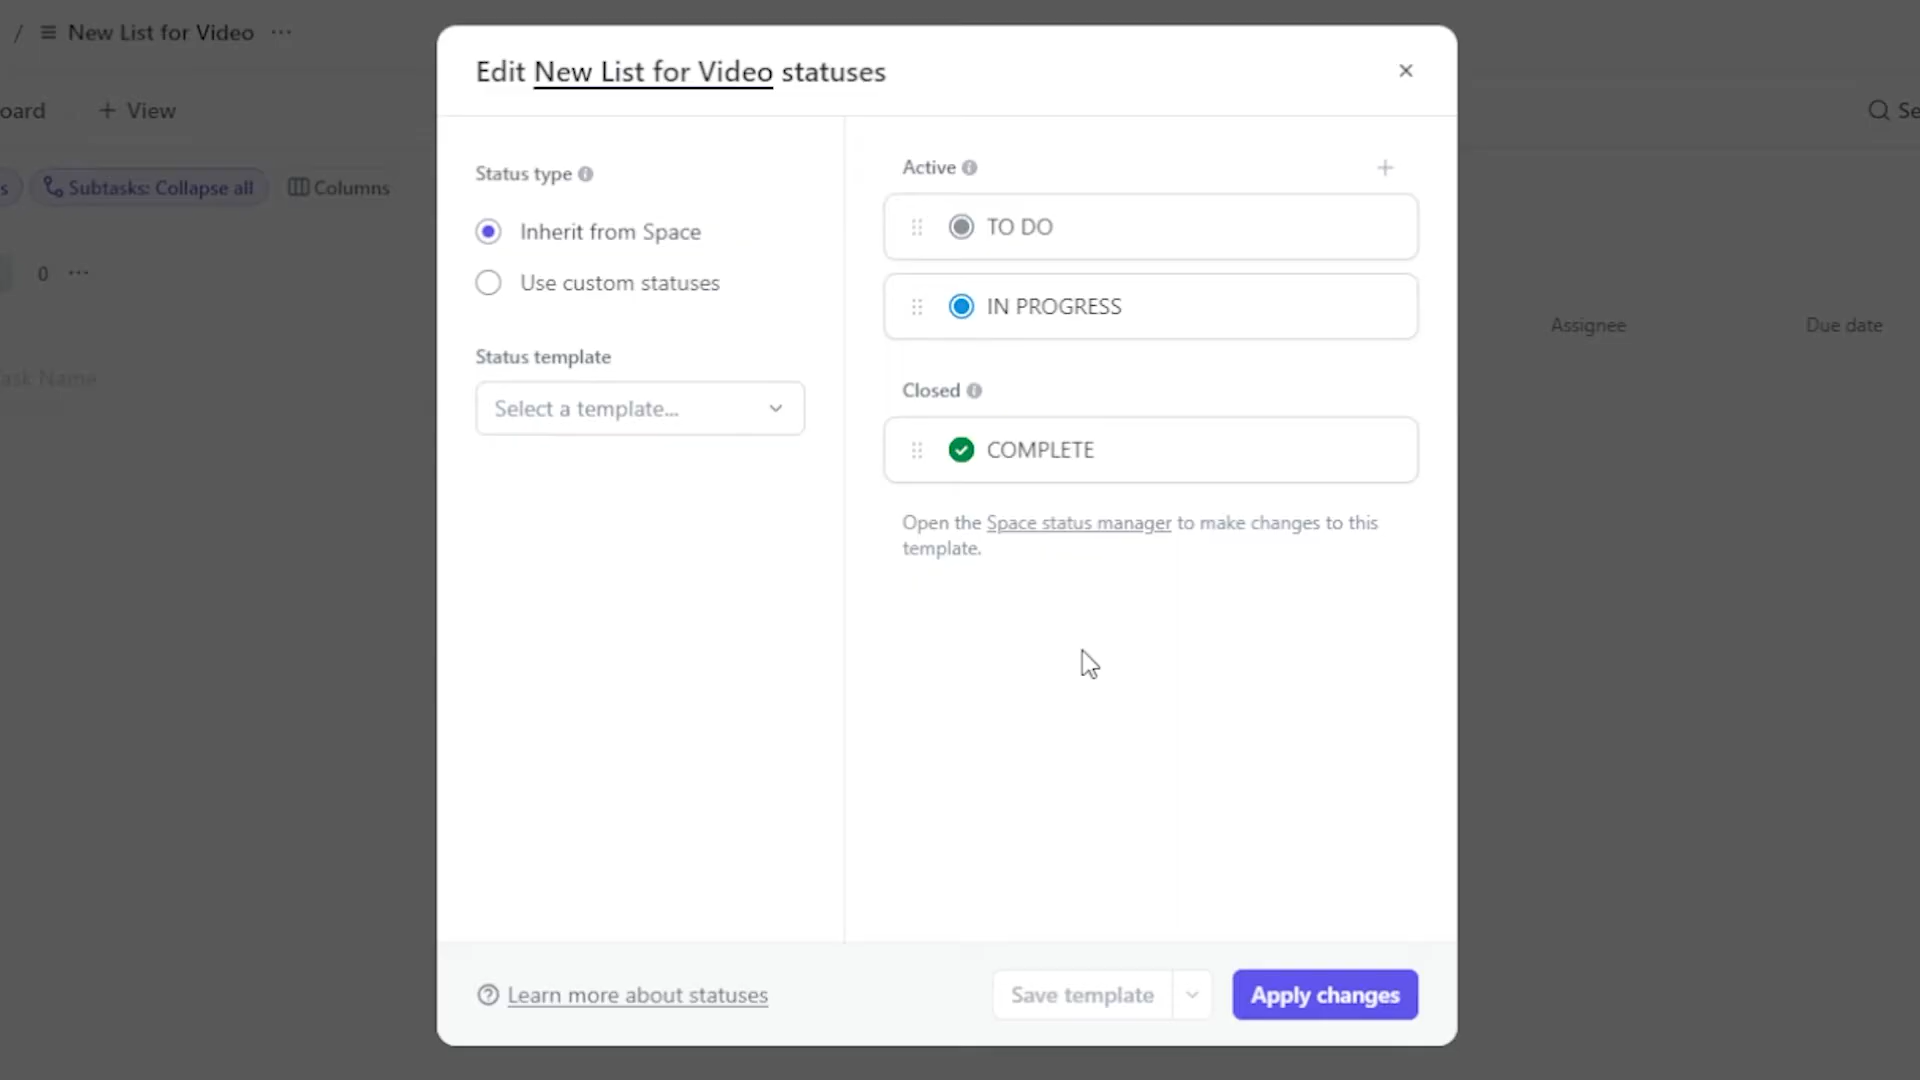 / New List for Video ...
oard + View
Se
s Subtasks: Collapse all Columns
0 ...
Assignee Due date
ask Name
Edit New List for Video statuses
Status type
Inherit from Space
Use custom statuses
Status template
Select a template...
Active
TO DO
IN PROGRESS
Closed
COMPLETE
Open the Space status manager to make changes to this
template.
Learn more about statuses
Save template
Apply changes